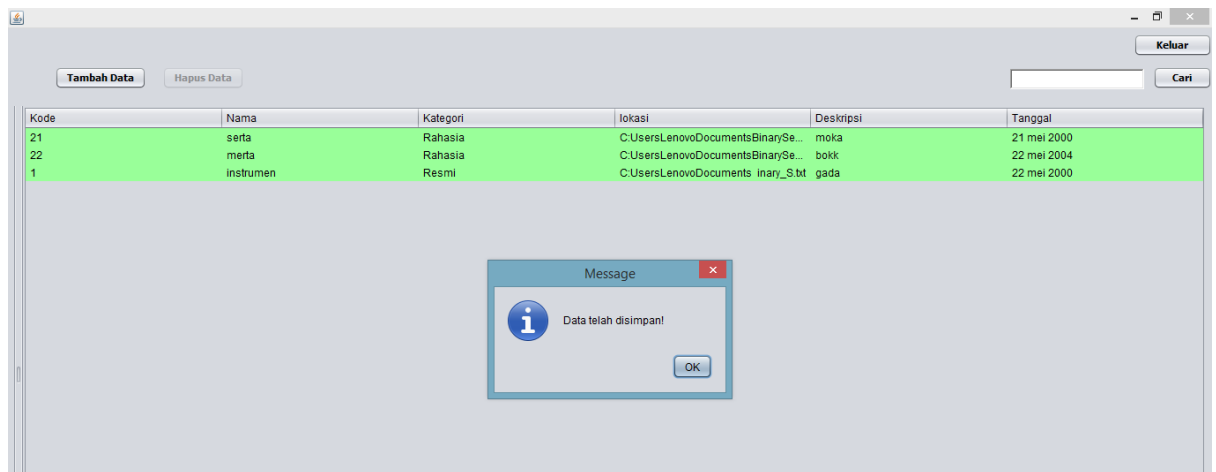 Keluar
Tambah Data Hapus Data Cari
Kode Nama Kategori lokasi Deskripsi Tanggal
21 serta Rahasia C:UsersLenovoDocumentsBinarySe... moka 21 mei 2000
22 merta Rahasia C:UsersLenovoDocumentsBinarySe... bokk 22 mei 2004
1 instrumen Resmi C:UsersLenovoDocuments inary_S.txt gada 22 mei 2000
Message
Data telah disimpan!
OK